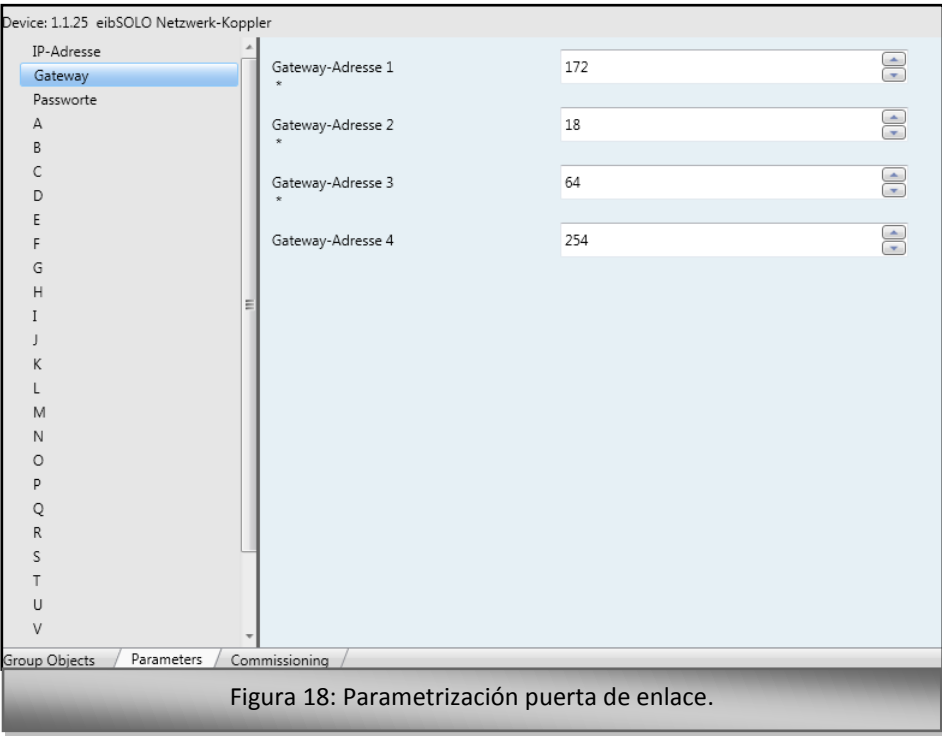 Device: 1.1.25 eibSOLO Netzwerk-Koppler
IP-Adresse
Gateway
Passworte
A
B
C
D
E
F
G
H
I
J
K
L
M
N
O
P
Q
R
S
T
U
V
Gateway-Adresse 1
*
172
Gateway-Adresse 2
*
18
Gateway-Adresse 3
*
64
Gateway-Adresse 4
254
Group Objects / Parameters / Commissioning /
Figura 18: Parametrización puerta de enlace.